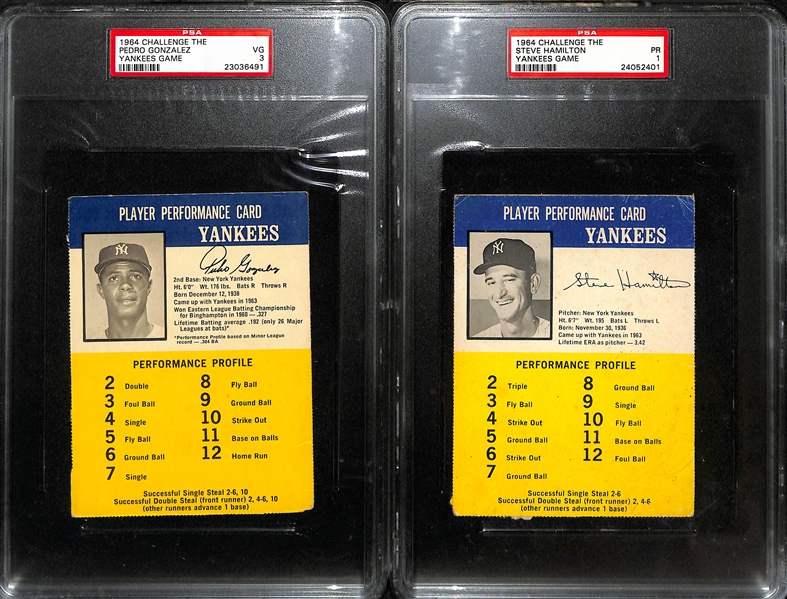 PSA
1964 CHALLENGE THE
PEDRO GONZALEZ VG
YANKEES GAME 3
23036491
PLAYER PERFORMANCE CARD
YANKEES
NY
Pedro Gonzalez
2nd Base: New York Yankees
Ht. 6'0" Wt. 176 lbs. Bats R Throws R
Born December 12, 1938
Came up with Yankees in 1963
Won Eastern League Batting Championship
for Binghampton in 1960 — .327
Lifetime Batting average .192 (only 26 Major
Leagues at bats)*
*Performance Profile based on Minor League
record — .304 BA
PERFORMANCE PROFILE
2 Double
3 Foul Ball
4 Single
5 Fly Ball
6 Ground Ball
7 Single
8 Fly Ball
9 Ground Ball
10 Strike Out
11 Base on Balls
12 Home Run
Successful Single Steal 2-6, 10
Successful Double Steal (front runner) 2, 4-6, 10
(other runners advance 1 base)
PSA
1964 CHALLENGE THE
STEVE HAMILTON PR
YANKEES GAME 1
24052401
PLAYER PERFORMANCE CARD
YANKEES
NY
Steve Hamilton
Pitcher: New York Yankees
Ht. 6'7" Wt. 195 Bats L Throws L
Born: November 30, 1936
Came up with Yankees in 1963
Lifetime ERA as pitcher — 3.42
PERFORMANCE PROFILE
2 Triple
3 Fly Ball
4 Strike Out
5 Ground Ball
6 Strike Out
7 Ground Ball
8 Ground Ball
9 Single
10 Fly Ball
11 Base on Balls
12 Foul Ball
Successful Single Steal 2-6
Successful Double Steal (front runner) 2, 4-6
(other runners advance 1 base)